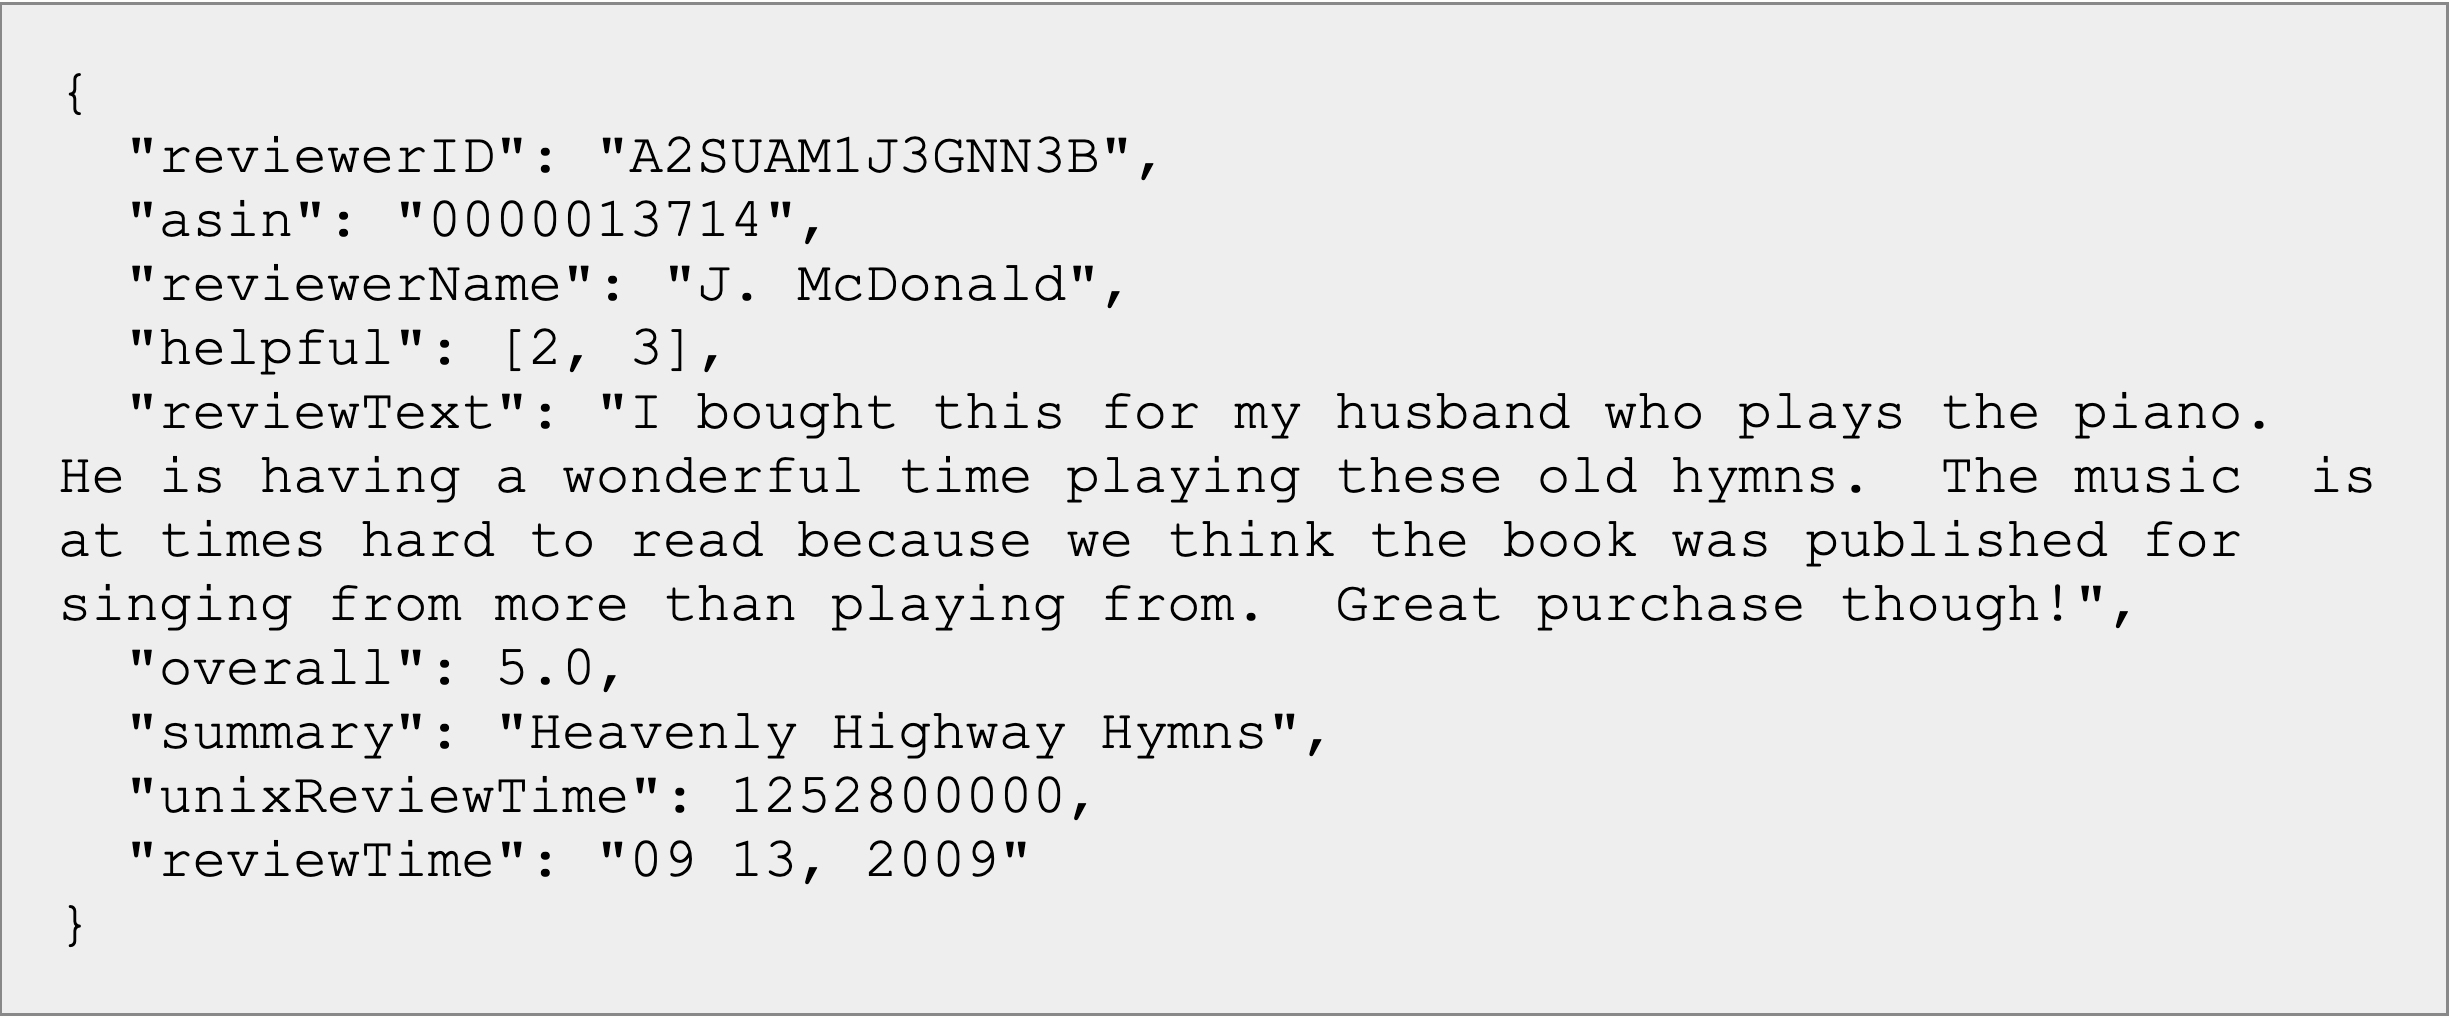 {
  "reviewerID": "A2SUAM1J3GNN3B",
  "asin": "0000013714",
  "reviewerName": "J. McDonald",
  "helpful": [2, 3],
  "reviewText": "I bought this for my husband who plays the piano.
He is having a wonderful time playing these old hymns.  The music  is
at times hard to read because we think the book was published for
singing from more than playing from.  Great purchase though!",
  "overall": 5.0,
  "summary": "Heavenly Highway Hymns",
  "unixReviewTime": 1252800000,
  "reviewTime": "09 13, 2009"
}